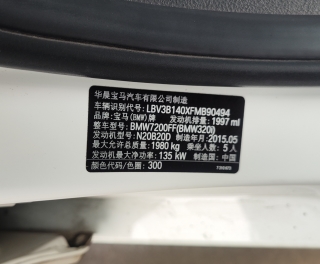 华晨宝马汽车有限公司制造
车辆识别代号: LBV3B140XFMB90494
品牌: 宝马(BMW)牌 发动机排量: 1997 ml
整车型号: BMW7200FF(BMW320i)
发动机型号: N20B20D 制造年月: 2015.05
最大允许总质量: 1980 kg 乘坐人数: 5 人
发动机最大净功率: 135 kW 制造国: 中国
颜色代码/色圈: 300